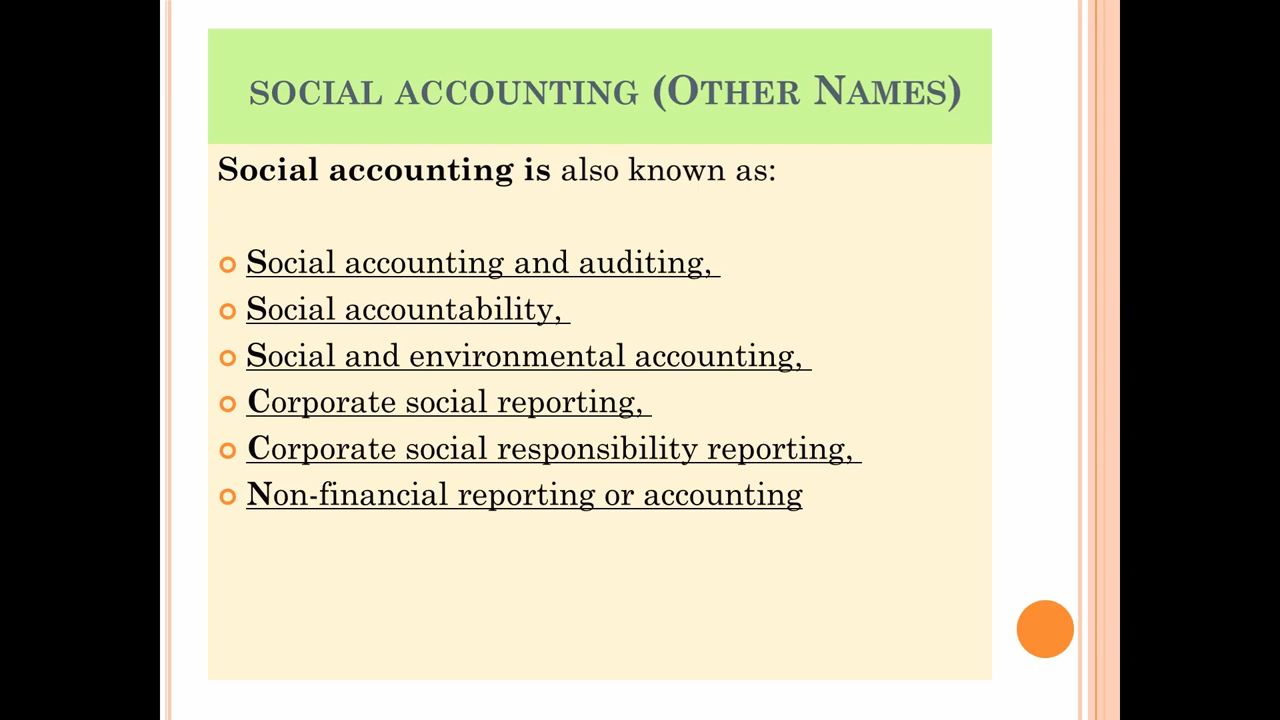 SOCIAL ACCOUNTING (OTHER NAMES)
Social accounting is also known as:
Social accounting and auditing,
Social accountability,
Social and environmental accounting,
Corporate social reporting,
Corporate social responsibility reporting,
Non-financial reporting or accounting